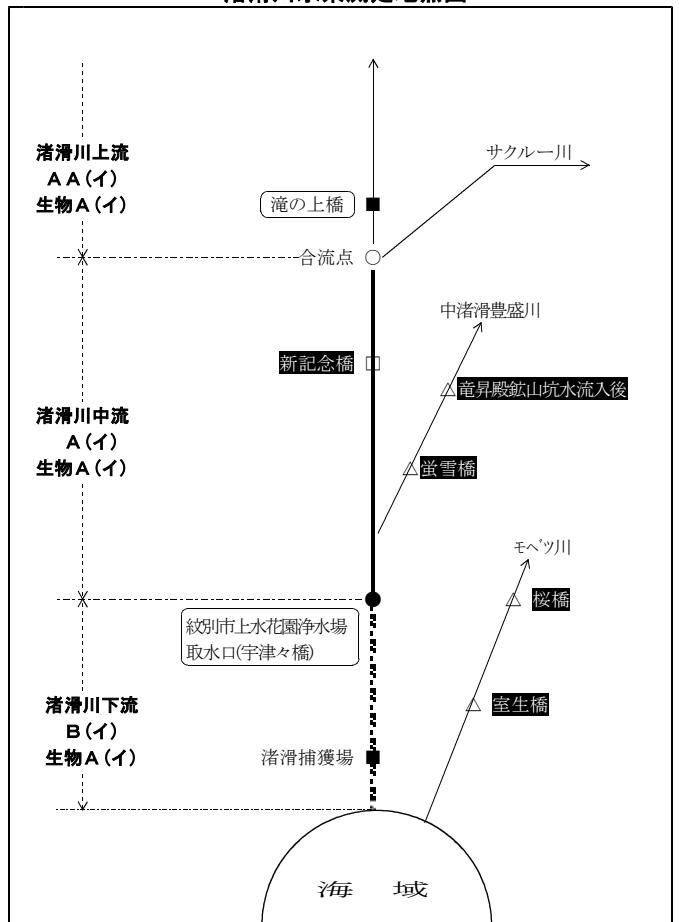 渚滑川上流
AA(イ)
生物A(イ)
サクルー川
滝の上橋
合流点
中渚滑豊盛川
新記念橋
竜昇殿鉱山坑水流入後
渚滑川中流
A(イ)
生物A(イ)
蛍雪橋
モベツ川
桜橋
紋別市上水花園浄水場
取水口(宇津々橋)
渚滑川下流
B(イ)
生物A(イ)
室生橋
渚滑捕獲場
海 域